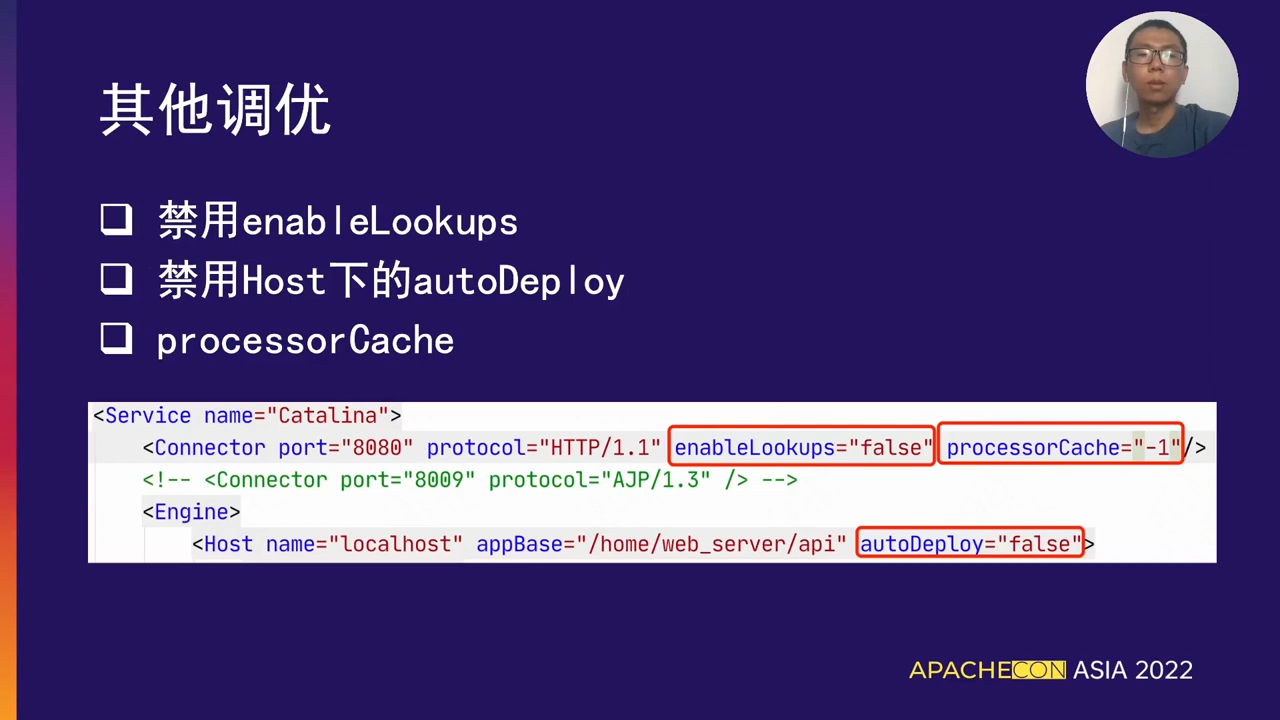 其他调优
禁用enableLookups
禁用Host下的autoDeploy
processorCache
<Service name="Catalina">
<Connector port="8080" protocol="HTTP/1.1" enableLookups="false" processorCache="-1"/>
<!-- <Connector port="8009" protocol="AJP/1.3" /> -->
<Engine>
<Host name="localhost" appBase="/home/web_server/api" autoDeploy="false">
APACHECON ASIA 2022